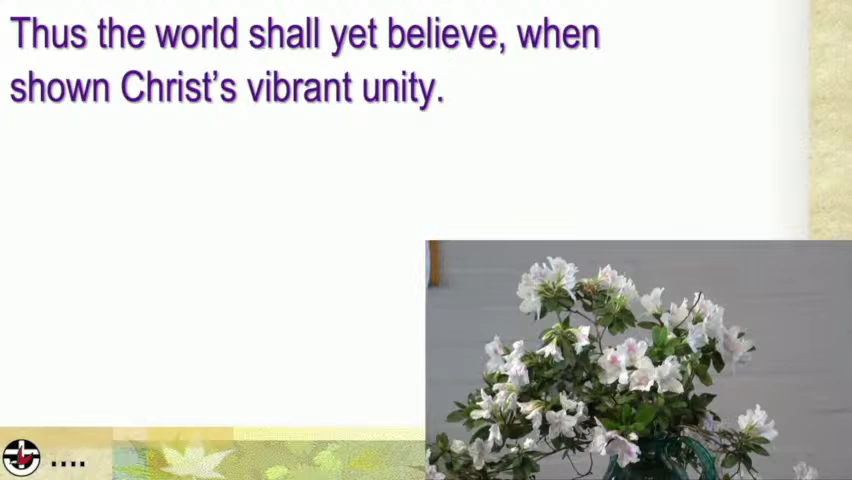 Thus the world shall yet believe, when
shown Christ’s vibrant unity.
....